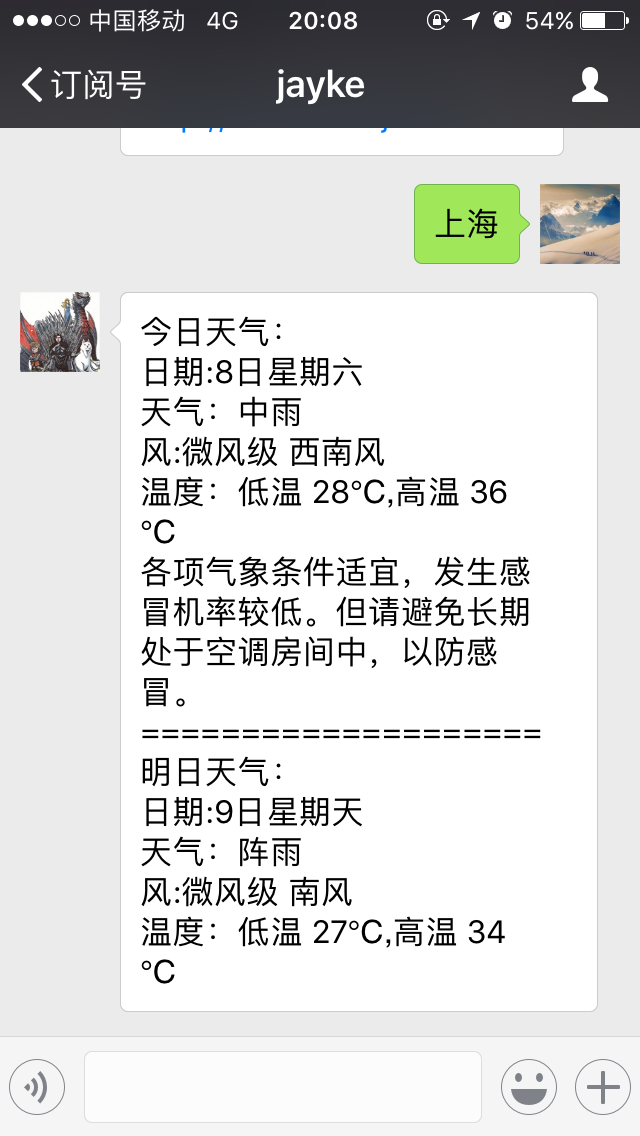 中国移动 4G 20:08 54%
订阅号 jayke
上海
今日天气：
日期:8日星期六
天气：中雨
风:微风级 西南风
温度：低温 28℃,高温 36
℃
各项气象条件适宜，发生感
冒机率较低。但请避免长期
处于空调房间中，以防感
冒。
====================
明日天气：
日期:9日星期天
天气：阵雨
风:微风级 南风
温度：低温 27℃,高温 34
℃